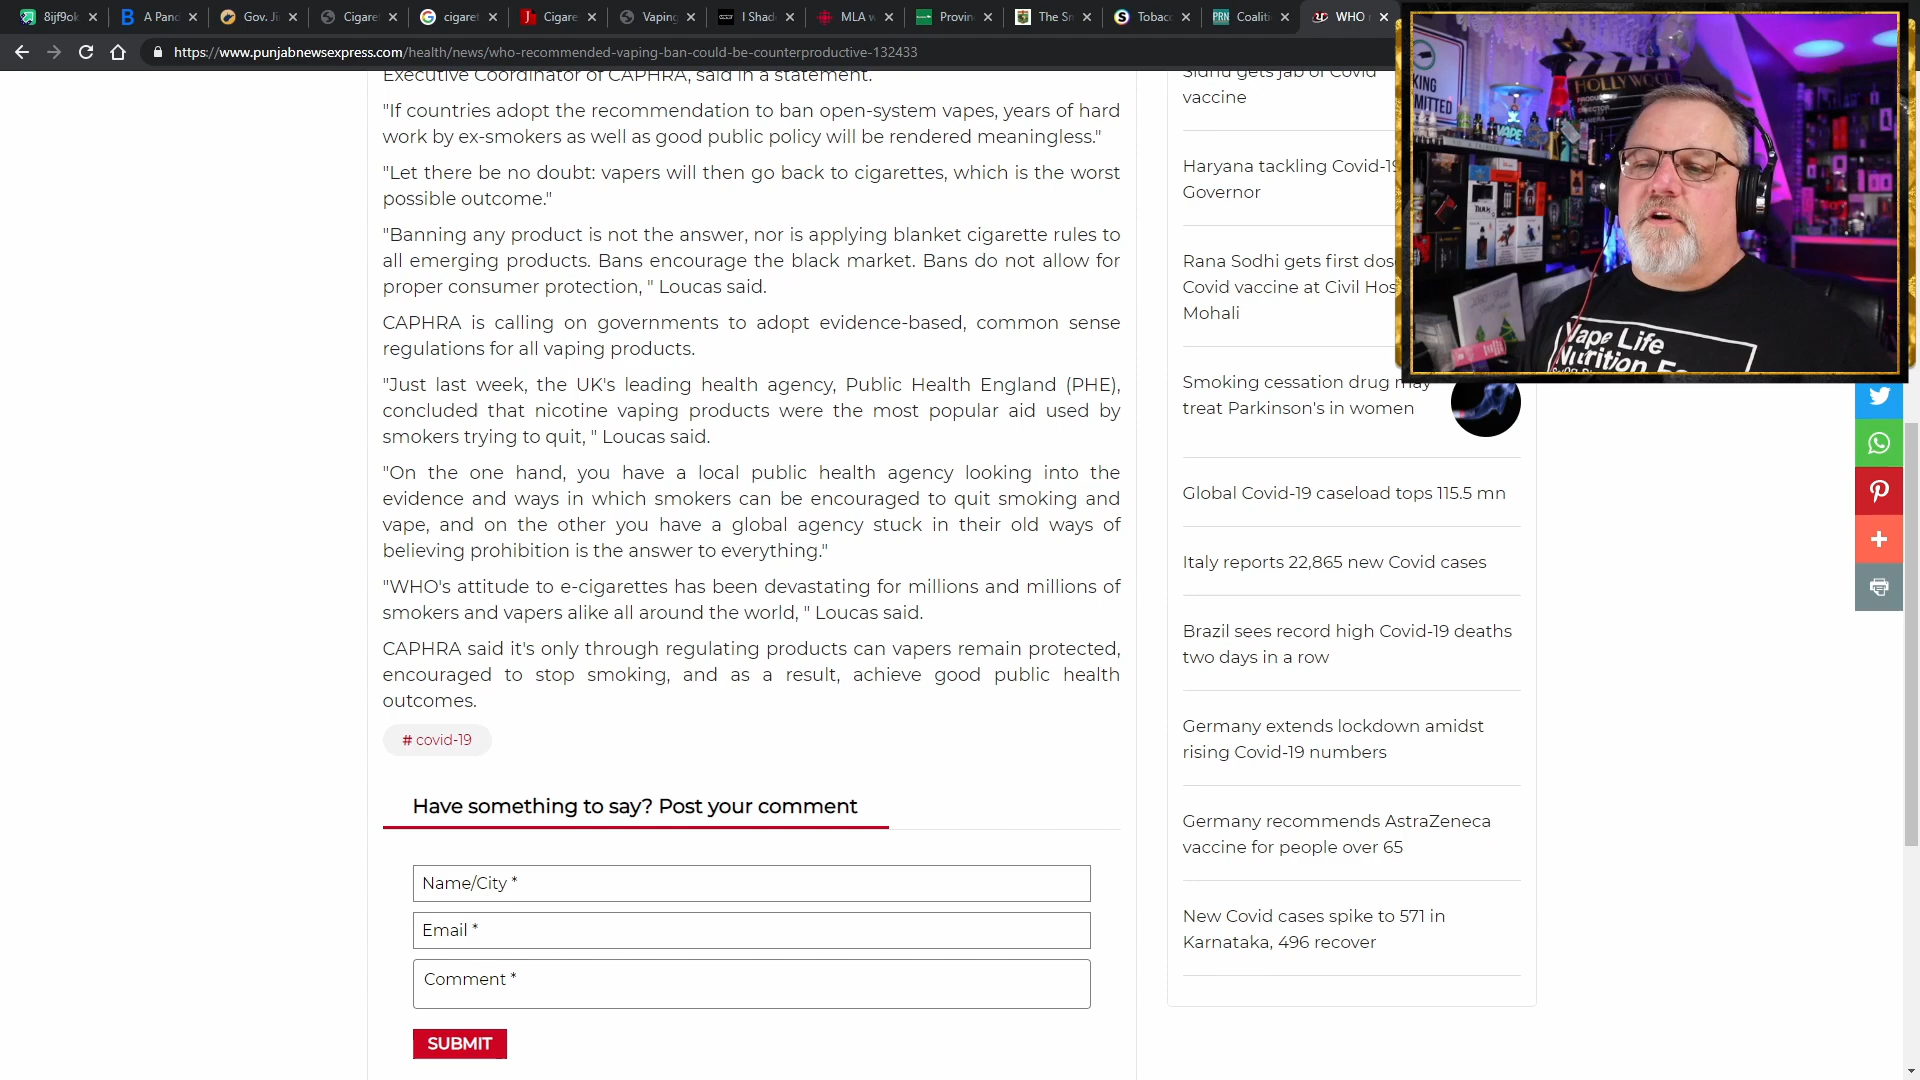 8ijf9ok
A Pand
Gov. Ji
Cigare
cigaret
Cigare
Vaping
I Shad
MLA w
Provin
The Sm
Tobac
Coaliti
WHO
https://www.punjabnewsexpress.com/health/news/who-recommended-vaping-ban-could-be-counterproductive-132433
Executive Coordinator of CAPHRA, said in a statement.
"If countries adopt the recommendation to ban open-system vapes, years of hard
work by ex-smokers as well as good public policy will be rendered meaningless."
"Let there be no doubt: vapers will then go back to cigarettes, which is the worst
possible outcome."
"Banning any product is not the answer, nor is applying blanket cigarette rules to
all emerging products. Bans encourage the black market. Bans do not allow for
proper consumer protection, " Loucas said.
CAPHRA is calling on governments to adopt evidence-based, common sense
regulations for all vaping products.
"Just last week, the UK's leading health agency, Public Health England (PHE),
concluded that nicotine vaping products were the most popular aid used by
smokers trying to quit, " Loucas said.
"On the one hand, you have a local public health agency looking into the
evidence and ways in which smokers can be encouraged to quit smoking and
vape, and on the other you have a global agency stuck in their old ways of
believing prohibition is the answer to everything."
"WHO's attitude to e-cigarettes has been devastating for millions and millions of
smokers and vapers alike all around the world, " Loucas said.
CAPHRA said it's only through regulating products can vapers remain protected,
encouraged to stop smoking, and as a result, achieve good public health
outcomes.
# covid-19
Have something to say? Post your comment
Name/City *
Email *
Comment *
SUBMIT
Sidhu gets jab of Covid
vaccine
Haryana tackling Covid-19
Governor
Rana Sodhi gets first dose
Covid vaccine at Civil Hos
Mohali
Smoking cessation drug may
treat Parkinson's in women
Global Covid-19 caseload tops 115.5 mn
Italy reports 22,865 new Covid cases
Brazil sees record high Covid-19 deaths
two days in a row
Germany extends lockdown amidst
rising Covid-19 numbers
Germany recommends AstraZeneca
vaccine for people over 65
New Covid cases spike to 571 in
Karnataka, 496 recover
HOLLYWOOD
VAPE
Vape Life
Nutrition